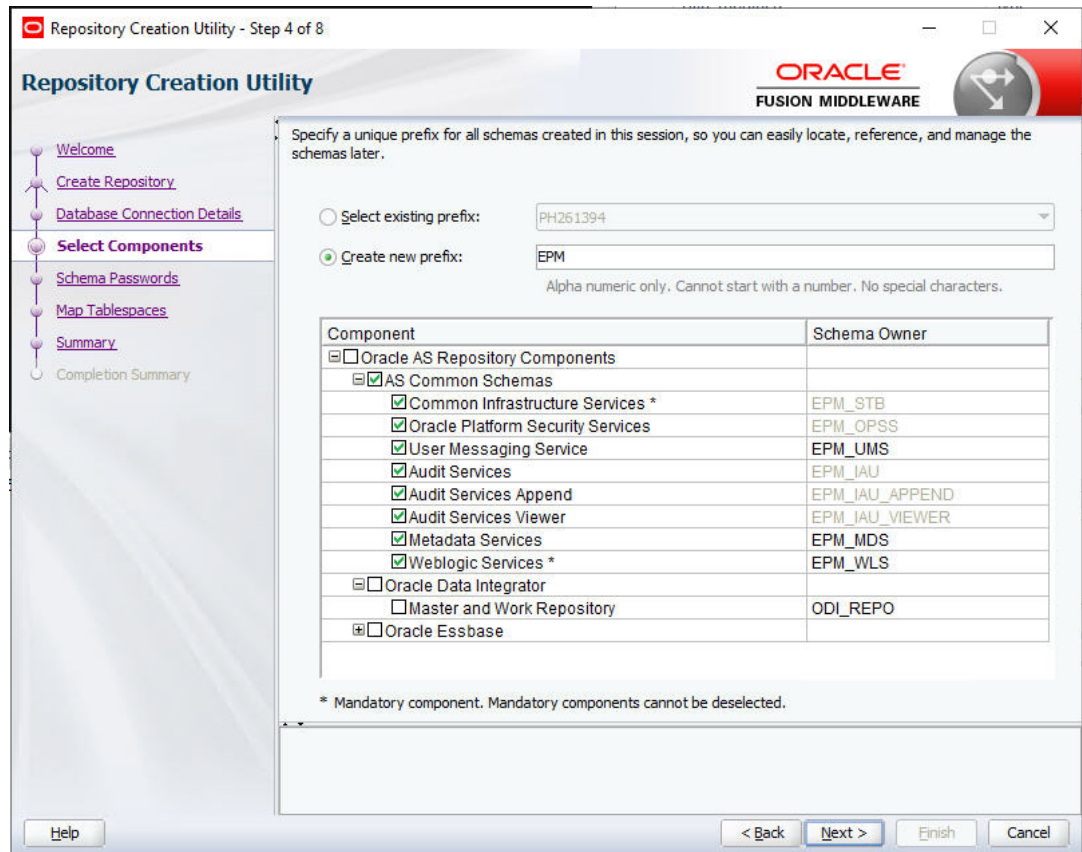 Repository Creation Utility - Step 4 of 8
Repository Creation Utility
ORACLE
FUSION MIDDLEWARE
Welcome
Create Repository
Database Connection Details
Select Components
Schema Passwords
Map Tablespaces
Summary
Completion Summary
Specify a unique prefix for all schemas created in this session, so you can easily locate, reference, and manage the
schemas later.
Select existing prefix: PH261394
Create new prefix: EPM
Alpha numeric only. Cannot start with a number. No special characters.
Component Schema Owner
Oracle AS Repository Components
AS Common Schemas
Common Infrastructure Services * EPM_STB
Oracle Platform Security Services EPM_OPSS
User Messaging Service EPM_UMS
Audit Services EPM_IAU
Audit Services Append EPM_IAU_APPEND
Audit Services Viewer EPM_IAU_VIEWER
Metadata Services EPM_MDS
Weblogic Services * EPM_WLS
Oracle Data Integrator
Master and Work Repository ODI_REPO
Oracle Essbase
* Mandatory component. Mandatory components cannot be deselected.
Help < Back Next > Finish Cancel